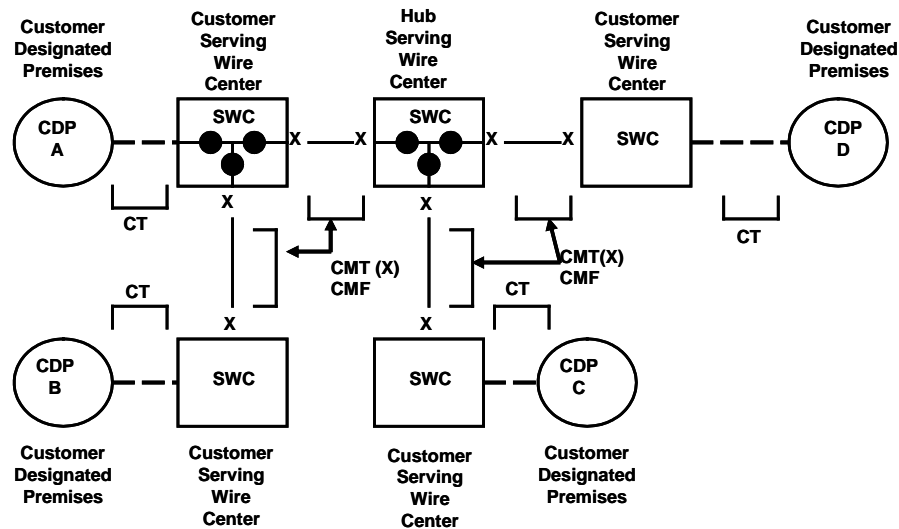 Customer
Designated
Premises
Customer
Serving
Wire
Center
Hub
Serving
Wire
Center
Customer
Serving
Wire
Center
Customer
Designated
Premises
CDP
A
SWC
X
X
SWC
X
X
SWC
CDP
D
CT
X
X
CT
CMT (X)
CMF
CMT(X)
CMF
CT
CT
X
X
CDP
B
SWC
SWC
CDP
C
Customer
Designated
Premises
Customer
Serving
Wire
Center
Customer
Serving
Wire
Center
Customer
Designated
Premises